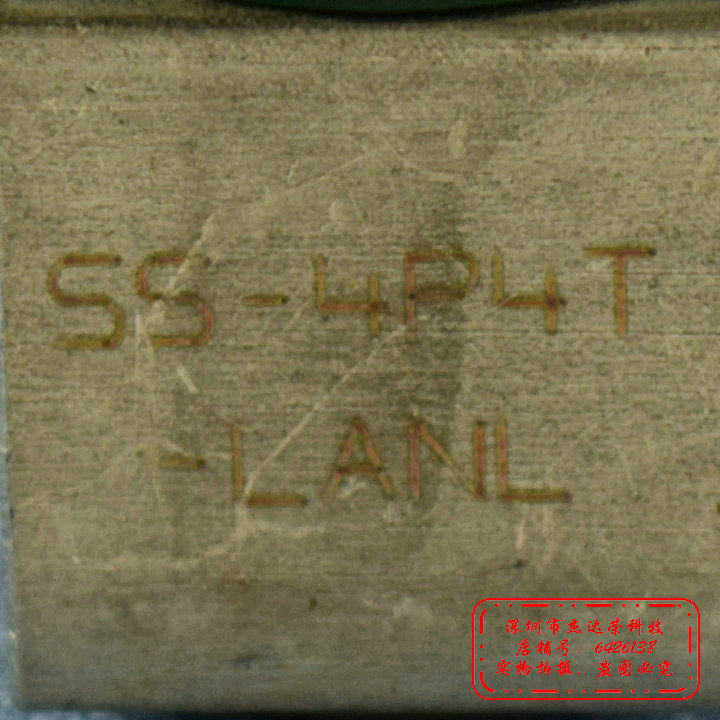 SS-4P4T
-LANL
深圳市杰达荣科技
店铺号：6426138
实物拍摄，盗图必究